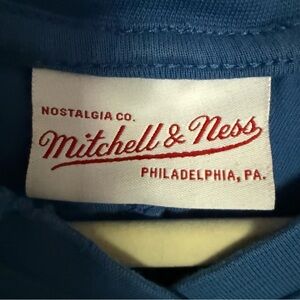 NOSTALGIA CO.
Mitchell & Ness
PHILADELPHIA, PA.